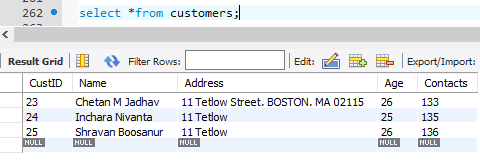 262 select *from customers;
Result Grid Filter Rows: Edit: Export/Import:
CustID Name Address Age Contacts
23 Chetan M Jadhav 11 Tetlow Street, BOSTON, MA 02115 26 133
24 Inchara Nivanta 11 Tetlow 25 135
25 Shravan Boosanur 11 Tetlow 26 136
NULL NULL NULL NULL NULL